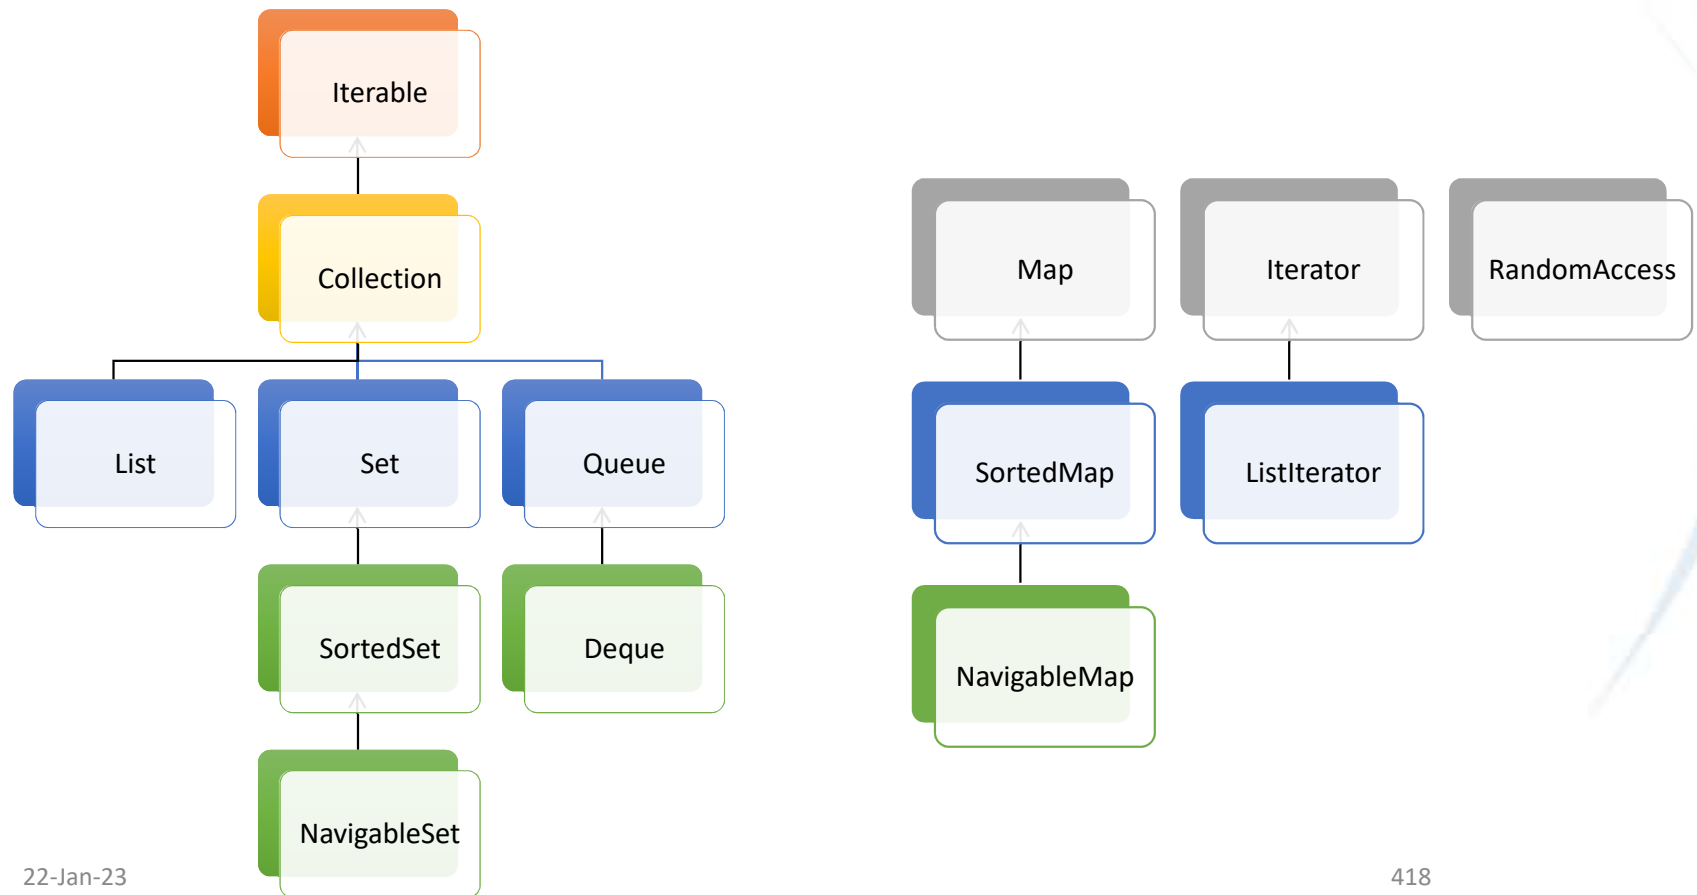 Iterable
Collection
List
Set
Queue
SortedSet
Deque
NavigableSet
Map
Iterator
RandomAccess
SortedMap
ListIterator
NavigableMap
22-Jan-23
418